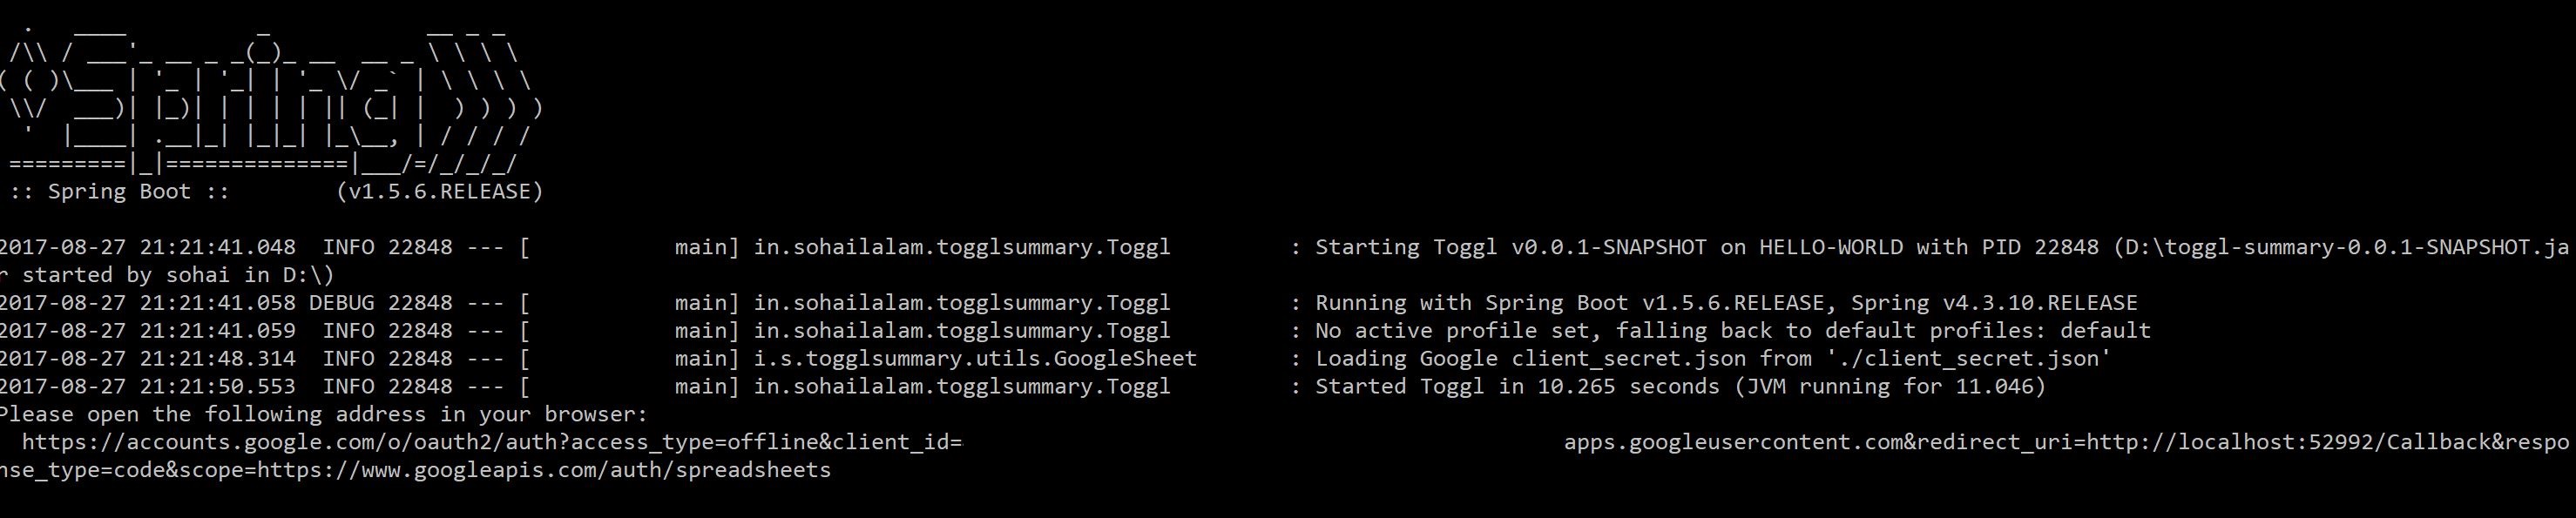 .   ____          _            __ _ _
 /\\ / ___'_ __ _ _(_)_ __  __ _ \ \ \ \
( ( )\___ | '_ | '_| | '_ \/ _` | \ \ \ \
 \\/  ___)| |_)| | | | | || (_| |  ) ) ) )
  '  |____| .__|_| |_|_| |_\__, | / / / /
 =========|_|==============|___/=/_/_/_/
 :: Spring Boot ::        (v1.5.6.RELEASE)
2017-08-27 21:21:41.048  INFO 22848 --- [           main] in.sohailalam.togglsummary.Toggl         : Starting Toggl v0.0.1-SNAPSHOT on HELLO-WORLD with PID 22848 (D:\toggl-summary-0.0.1-SNAPSHOT.ja
r started by sohai in D:\)
2017-08-27 21:21:41.058 DEBUG 22848 --- [           main] in.sohailalam.togglsummary.Toggl         : Running with Spring Boot v1.5.6.RELEASE, Spring v4.3.10.RELEASE
2017-08-27 21:21:41.059  INFO 22848 --- [           main] in.sohailalam.togglsummary.Toggl         : No active profile set, falling back to default profiles: default
2017-08-27 21:21:48.314  INFO 22848 --- [           main] i.s.togglsummary.utils.GoogleSheet       : Loading Google client_secret.json from './client_secret.json'
2017-08-27 21:21:50.553  INFO 22848 --- [           main] in.sohailalam.togglsummary.Toggl         : Started Toggl in 10.265 seconds (JVM running for 11.046)
Please open the following address in your browser:
  https://accounts.google.com/o/oauth2/auth?access_type=offline&client_id= apps.googleusercontent.com&redirect_uri=http://localhost:52992/Callback&respo
nse_type=code&scope=https://www.googleapis.com/auth/spreadsheets